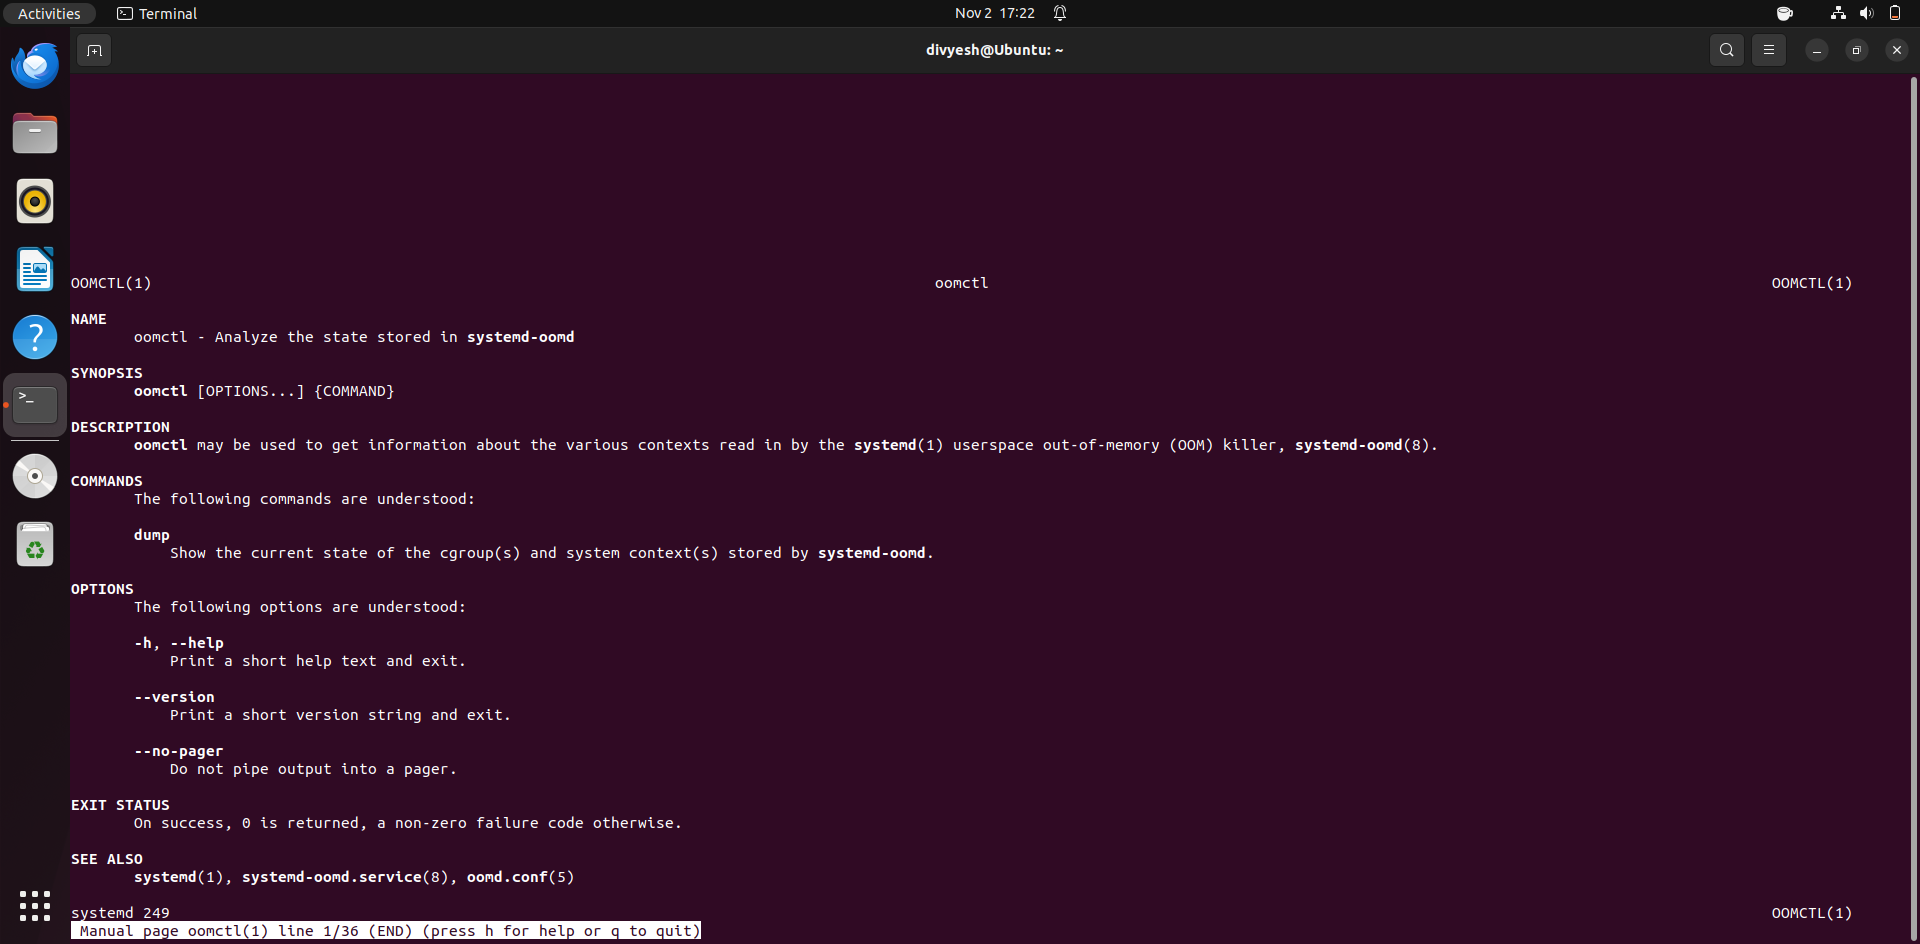 Activities
Terminal
Nov 2 17:22
divyesh@Ubuntu: ~
OOMCTL(1) oomctl OOMCTL(1)
NAME
oomctl - Analyze the state stored in systemd-oomd
SYNOPSIS
oomctl [OPTIONS...] {COMMAND}
DESCRIPTION
oomctl may be used to get information about the various contexts read in by the systemd(1) userspace out-of-memory (OOM) killer, systemd-oomd(8).
COMMANDS
The following commands are understood:
dump
Show the current state of the cgroup(s) and system context(s) stored by systemd-oomd.
OPTIONS
The following options are understood:
-h, --help
Print a short help text and exit.
--version
Print a short version string and exit.
--no-pager
Do not pipe output into a pager.
EXIT STATUS
On success, 0 is returned, a non-zero failure code otherwise.
SEE ALSO
systemd(1), systemd-oomd.service(8), oomd.conf(5)
systemd 249 OOMCTL(1)
Manual page oomctl(1) line 1/36 (END) (press h for help or q to quit)